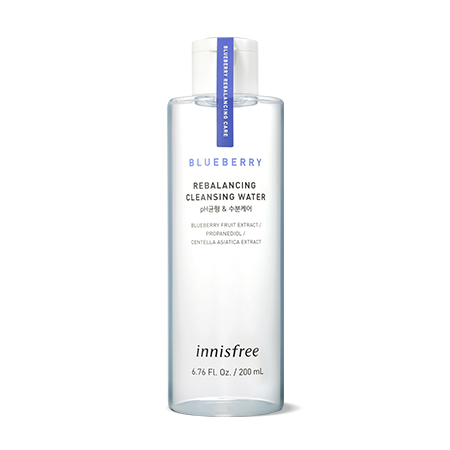 BLUEBERRY REBALANCING CARE
BLUEBERRY
REBALANCING
CLEANSING WATER
pH균형 & 수분케어
BLUEBERRY FRUIT EXTRACT /
PROPANEDIOL /
CENTELLA ASIATICA EXTRACT
innisfree
6.76 Fl. Oz. / 200 mL